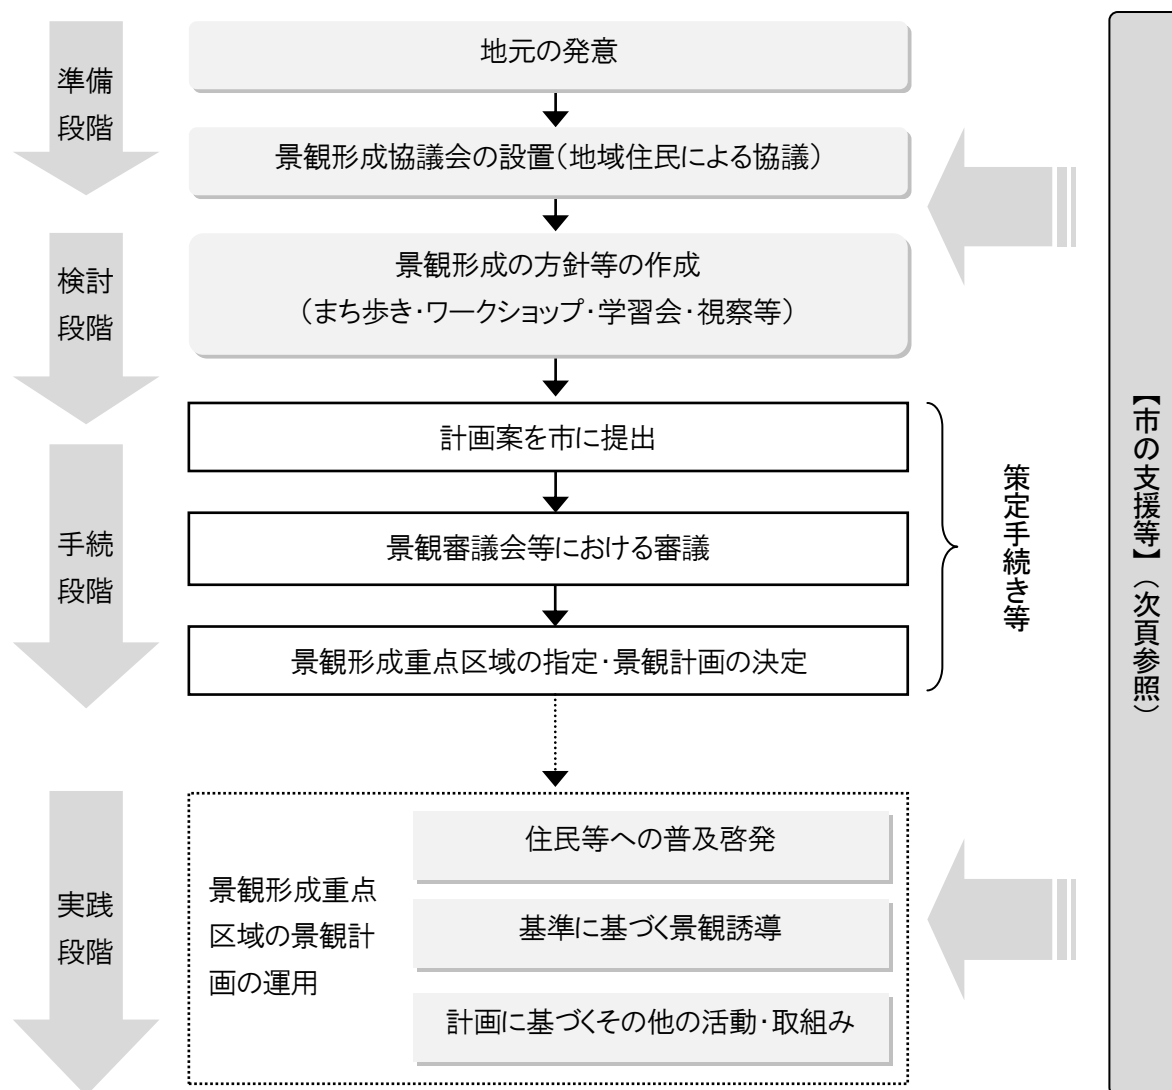 準備
段階
地元の発意
景観形成協議会の設置(地域住民による協議)
検討
段階
景観形成の方針等の作成
(まち歩き・ワークショップ・学習会・視察等)
手続
段階
計画案を市に提出
景観審議会等における審議
景観形成重点区域の指定・景観計画の決定
策定手続き等
実践
段階
景観形成重点
区域の景観計
画の運用
住民等への普及啓発
基準に基づく景観誘導
計画に基づくその他の活動・取組み
【市の支援等】(次頁参照)